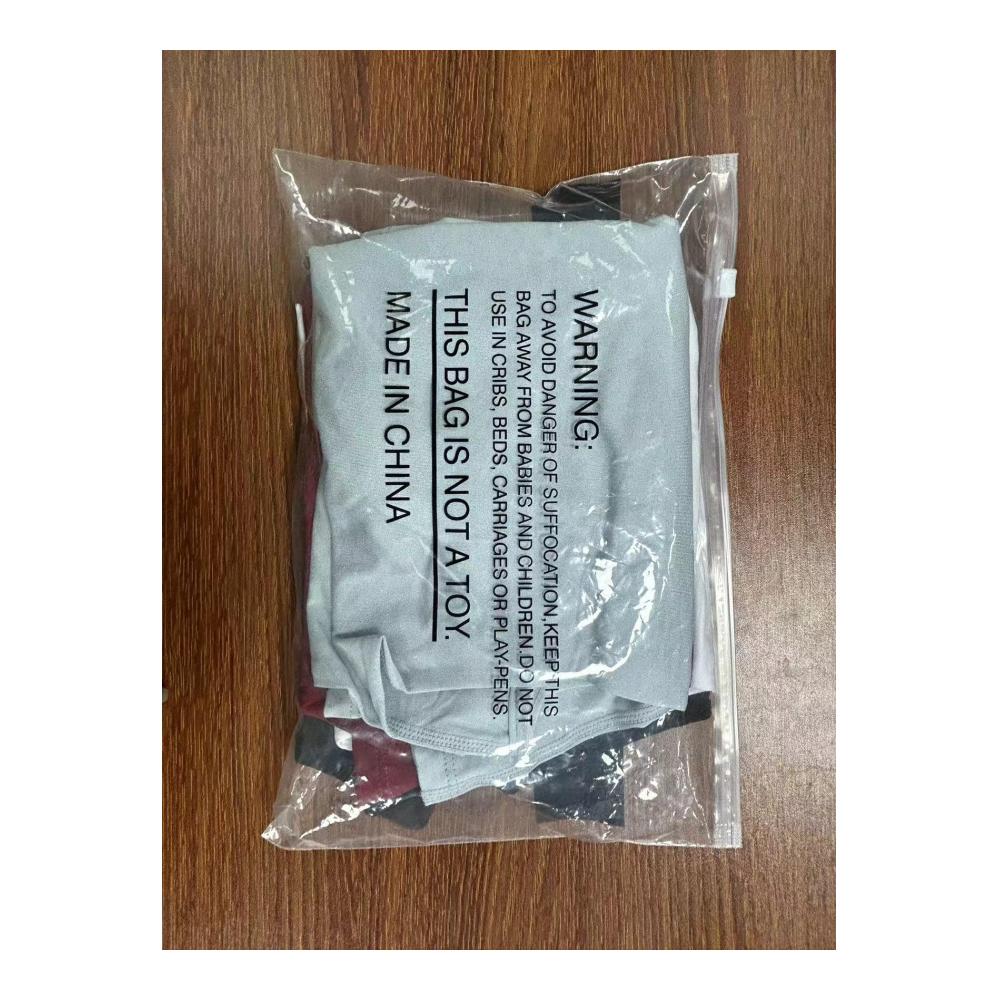 WARNING:
TO AVOID DANGER OF SUFFOCATION,KEEP THIS
BAG AWAY FROM BABIES AND CHILDREN.DO NOT
USE IN CRIBS, BEDS, CARRIAGES OR PLAY-PENS.
THIS BAG IS NOT A TOY.
MADE IN CHINA